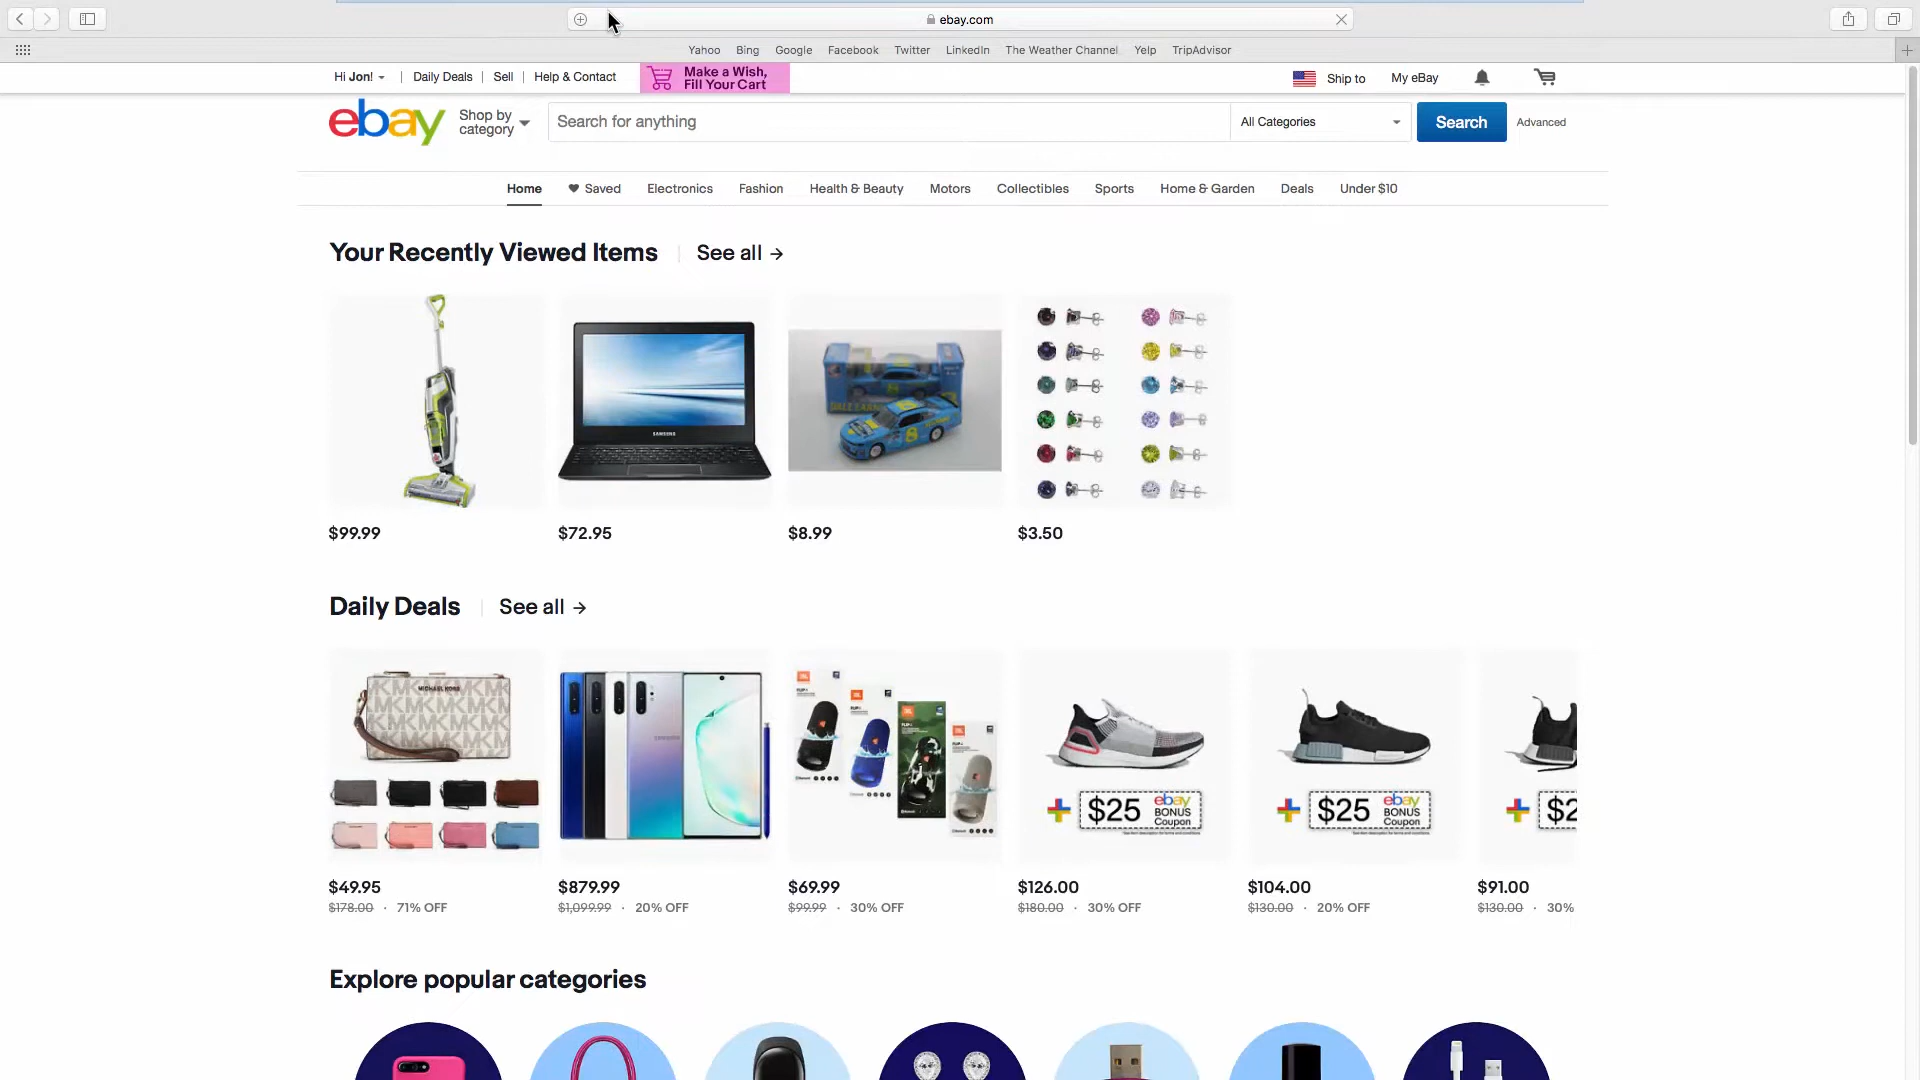 ebay.com
Yahoo Bing Google Facebook Twitter LinkedIn The Weather Channel Yelp TripAdvisor
Hi Jon! Daily Deals Sell Help & Contact
Make a Wish,
Fill Your Cart
Ship to My eBay
ebay
Shop by
category
Search for anything
All Categories
Search
Advanced
Home Saved Electronics Fashion Health & Beauty Motors Collectibles Sports Home & Garden Deals Under $10
Your Recently Viewed Items See all →
SAMSUNG
$99.99 $72.95 $8.99 $3.50
Daily Deals See all →
MICHAEL KORS
SAMSUNG
JBL
$25 ebay BONUS Coupon
$25 ebay BONUS Coupon
$2
$49.95 $879.99 $69.99 $126.00 $104.00 $91.00
$178.00 · 71% OFF $1,099.99 · 20% OFF $99.99 · 30% OFF $180.00 · 30% OFF $130.00 · 20% OFF $130.00 · 30%
Explore popular categories